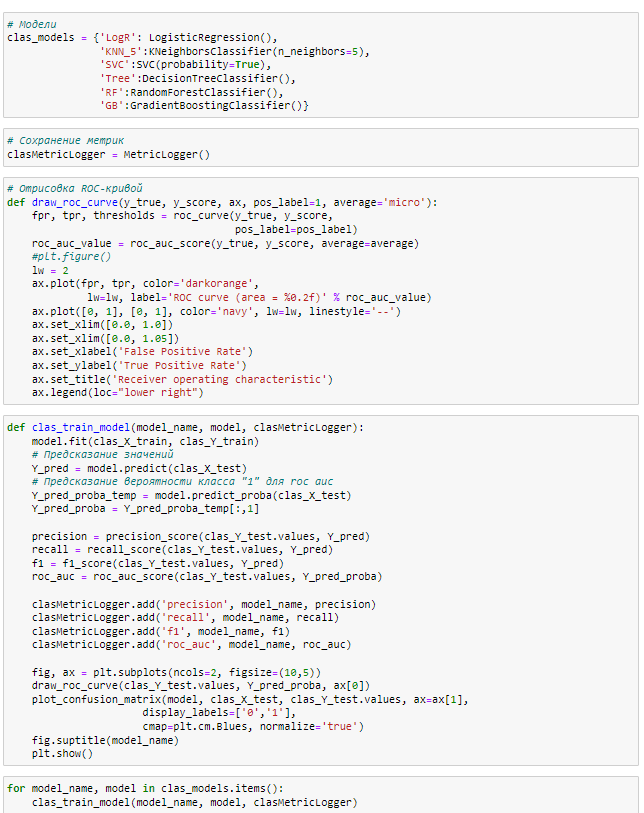 # Модели
clas_models = {'LogR': LogisticRegression(),
               'KNN_5':KNeighborsClassifier(n_neighbors=5),
               'SVC':SVC(probability=True),
               'Tree':DecisionTreeClassifier(),
               'RF':RandomForestClassifier(),
               'GB':GradientBoostingClassifier()}
# Сохранение метрик
clasMetricLogger = MetricLogger()
# Отрисовка ROC-кривой
def draw_roc_curve(y_true, y_score, ax, pos_label=1, average='micro'):
    fpr, tpr, thresholds = roc_curve(y_true, y_score,
                                     pos_label=pos_label)
    roc_auc_value = roc_auc_score(y_true, y_score, average=average)
    #plt.figure()
    lw = 2
    ax.plot(fpr, tpr, color='darkorange',
             lw=lw, label='ROC curve (area = %0.2f)' % roc_auc_value)
    ax.plot([0, 1], [0, 1], color='navy', lw=lw, linestyle='--')
    ax.set_xlim([0.0, 1.0])
    ax.set_xlim([0.0, 1.05])
    ax.set_xlabel('False Positive Rate')
    ax.set_ylabel('True Positive Rate')
    ax.set_title('Receiver operating characteristic')
    ax.legend(loc="lower right")
def clas_train_model(model_name, model, clasMetricLogger):
    model.fit(clas_X_train, clas_Y_train)
    # Предсказание значений
    Y_pred = model.predict(clas_X_test)
    # Предсказание вероятности класса "1" для roc auc
    Y_pred_proba_temp = model.predict_proba(clas_X_test)
    Y_pred_proba = Y_pred_proba_temp[:,1]
    precision = precision_score(clas_Y_test.values, Y_pred)
    recall = recall_score(clas_Y_test.values, Y_pred)
    f1 = f1_score(clas_Y_test.values, Y_pred)
    roc_auc = roc_auc_score(clas_Y_test.values, Y_pred_proba)
    clasMetricLogger.add('precision', model_name, precision)
    clasMetricLogger.add('recall', model_name, recall)
    clasMetricLogger.add('f1', model_name, f1)
    clasMetricLogger.add('roc_auc', model_name, roc_auc)
    fig, ax = plt.subplots(ncols=2, figsize=(10,5))
    draw_roc_curve(clas_Y_test.values, Y_pred_proba, ax[0])
    plot_confusion_matrix(model, clas_X_test, clas_Y_test.values, ax=ax[1],
                      display_labels=['0','1'],
                      cmap=plt.cm.Blues, normalize='true')
    fig.suptitle(model_name)
    plt.show()
for model_name, model in clas_models.items():
    clas_train_model(model_name, model, clasMetricLogger)